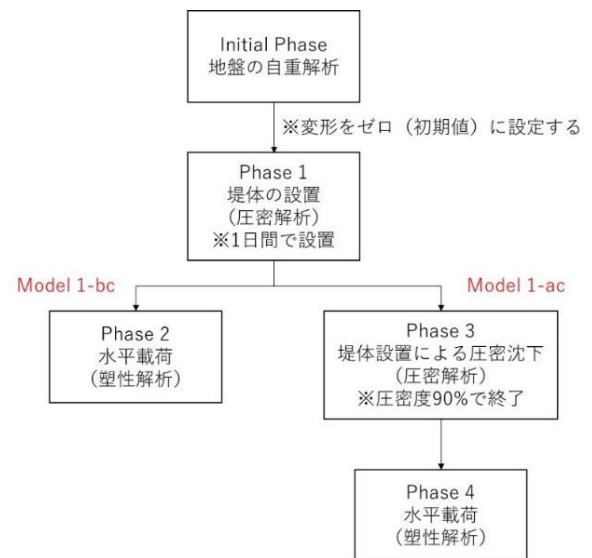 Initial Phase
地盤の自重解析
※変形をゼロ（初期値）に設定する
Phase 1
堤体の設置
（圧密解析）
※1日間で設置
Model 1-bc
Model 1-ac
Phase 2
水平載荷
（塑性解析）
Phase 3
堤体設置による圧密沈下
（圧密解析）
※圧密度90%で終了
Phase 4
水平載荷
（塑性解析）